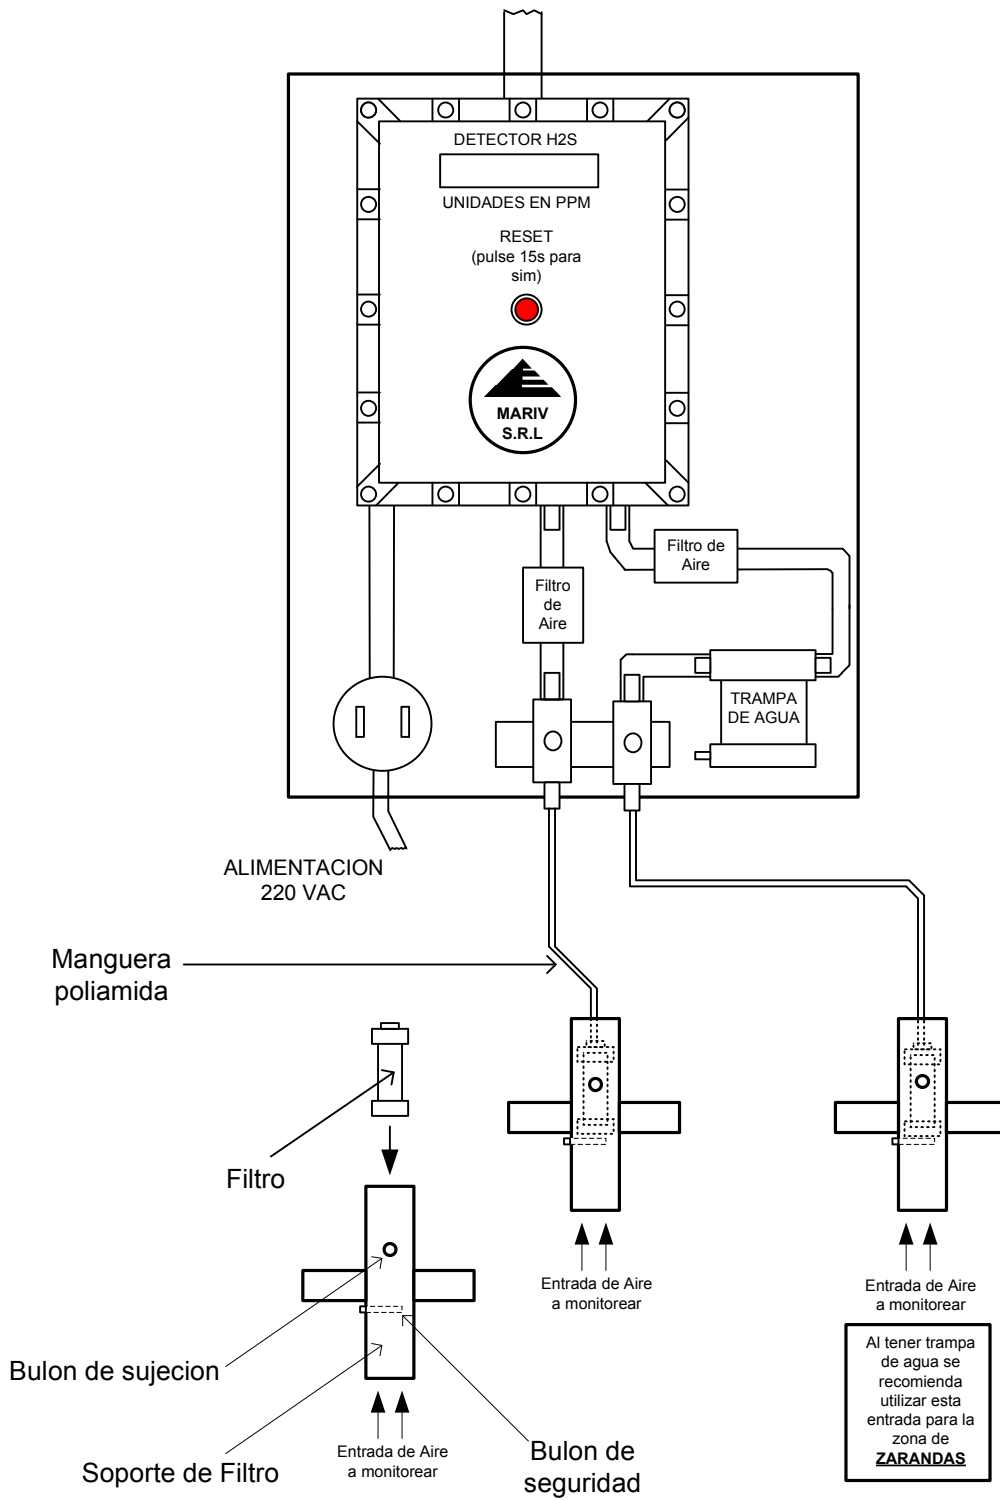 DETECTOR H2S
UNIDADES EN PPM
RESET
(pulse 15s para
sim)
MARIV
S.R.L
Filtro de
Aire
Filtro
de
Aire
TRAMPA
DE AGUA
ALIMENTACION
220 VAC
Manguera
poliamida
Filtro
Entrada de Aire
a monitorear
Entrada de Aire
a monitorear
Al tener trampa
de agua se
recomienda
utilizar esta
entrada para la
zona de
ZARANDAS
Bulon de sujecion
Soporte de Filtro
Entrada de Aire
a monitorear
Bulon de
seguridad